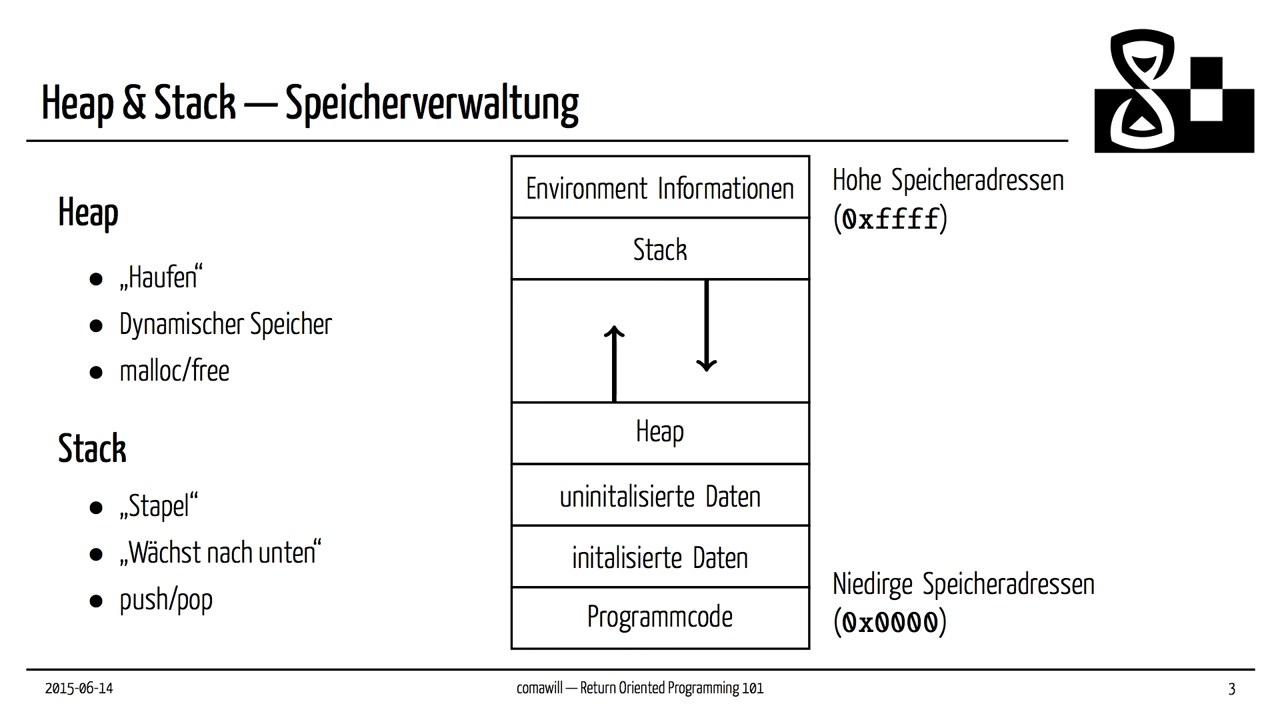 Heap & Stack — Speicherverwaltung
Heap
● „Haufen“
● Dynamischer Speicher
● malloc/free
Stack
● „Stapel“
● „Wächst nach unten“
● push/pop
Environment Informationen
Stack
Heap
uninitalisierte Daten
initalisierte Daten
Programmcode
Hohe Speicheradressen
(0xffff)
Niedirge Speicheradressen
(0x0000)
2015-06-14
comawill — Return Oriented Programming 101
3